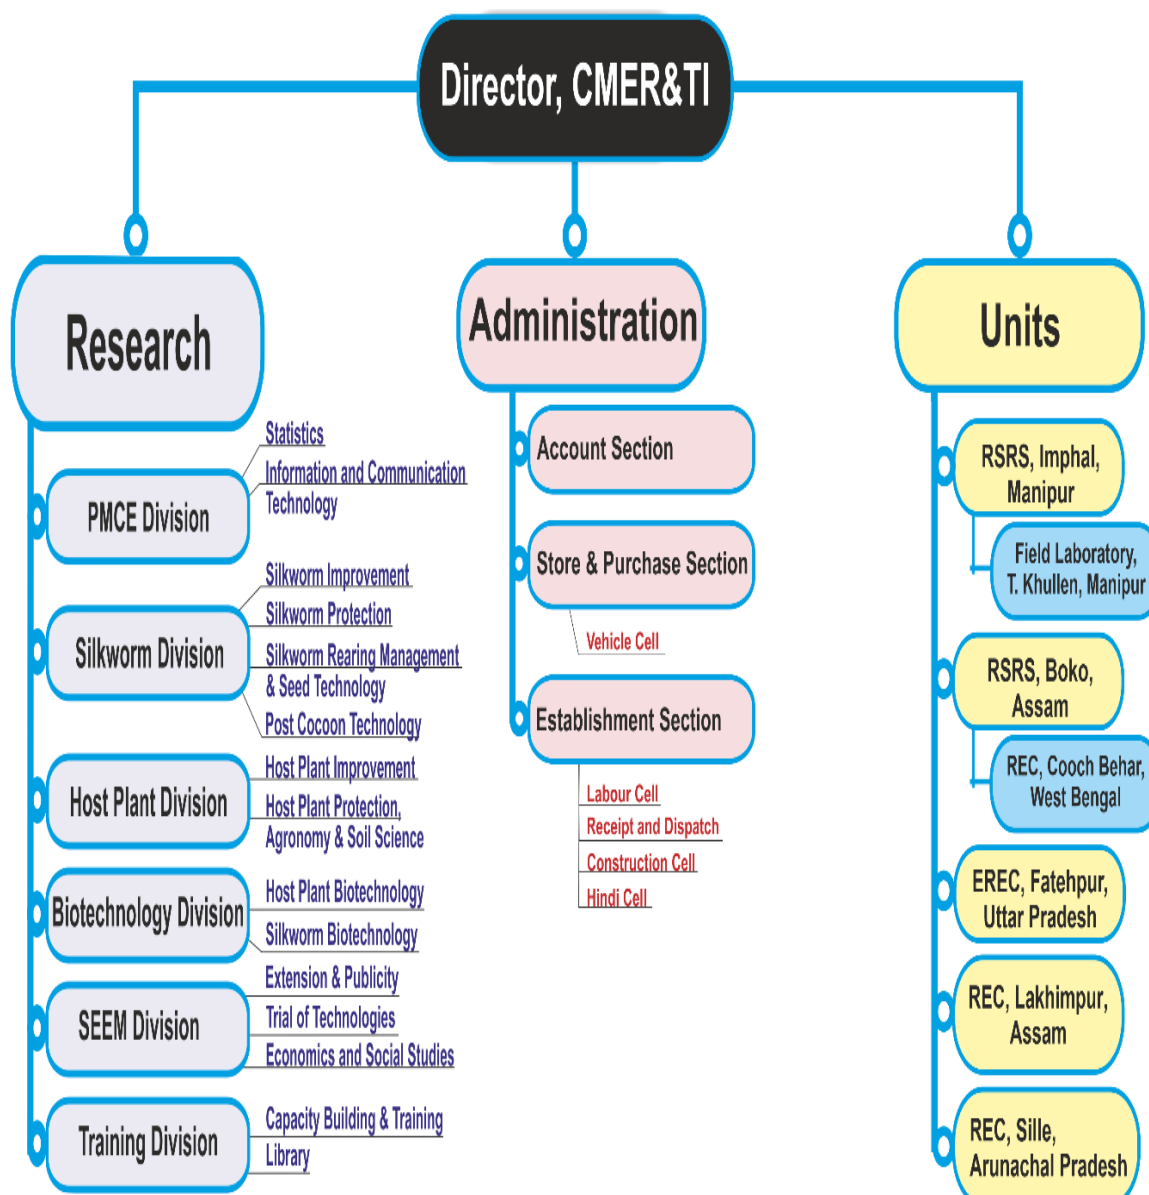 Director, CMER&TI
Research
PMCE Division
Statistics
Information and Communication
Technology
Silkworm Division
Silkworm Improvement
Silkworm Protection
Silkworm Rearing Management
& Seed Technology
Post Cocoon Technology
Host Plant Division
Host Plant Improvement
Host Plant Protection,
Agronomy & Soil Science
Biotechnology Division
Host Plant Biotechnology
Silkworm Biotechnology
SEEM Division
Extension & Publicity
Trial of Technologies
Economics and Social Studies
Training Division
Capacity Building & Training
Library
Administration
Account Section
Store & Purchase Section
Vehicle Cell
Establishment Section
Labour Cell
Receipt and Dispatch
Construction Cell
Hindi Cell
Units
RSRS, Imphal,
Manipur
Field Laboratory,
T. Khullen, Manipur
RSRS, Boko,
Assam
REC, Cooch Behar,
West Bengal
EREC, Fatehpur,
Uttar Pradesh
REC, Lakhimpur,
Assam
REC, Sille,
Arunachal Pradesh